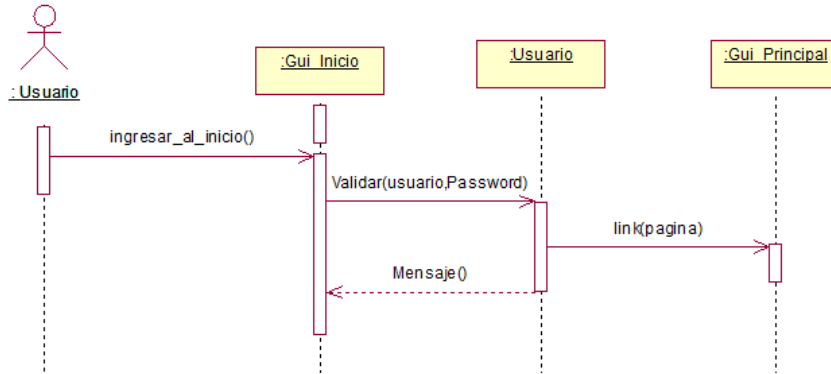 : Usuario
:Gui_Inicio
:Usuario
:Gui_Principal
ingresar_al_inicio()
Validar(usuario,Password)
link(pagina)
Mensaje()